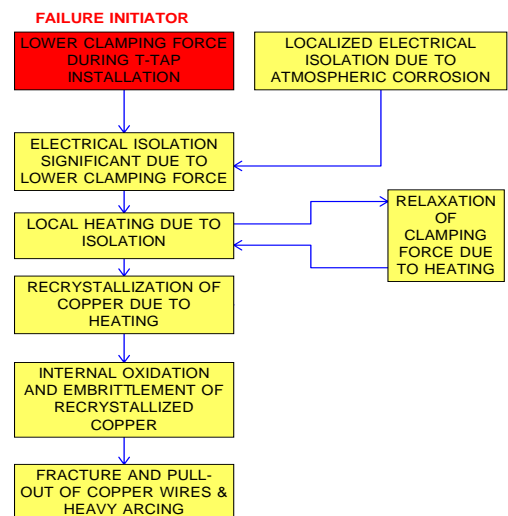 FAILURE INITIATOR
LOWER CLAMPING FORCE
DURING T-TAP
INSTALLATION
LOCALIZED ELECTRICAL
ISOLATION DUE TO
ATMOSPHERIC CORROSION
ELECTRICAL ISOLATION
SIGNIFICANT DUE TO
LOWER CLAMPING FORCE
LOCAL HEATING DUE TO
ISOLATION
RELAXATION
OF
CLAMPING
FORCE DUE
TO HEATING
RECRYSTALLIZATION OF
COPPER DUE TO
HEATING
INTERNAL OXIDATION
AND EMBRITTLEMENT OF
RECRYSTALLIZED
COPPER
FRACTURE AND PULL-
OUT OF COPPER WIRES &
HEAVY ARCING